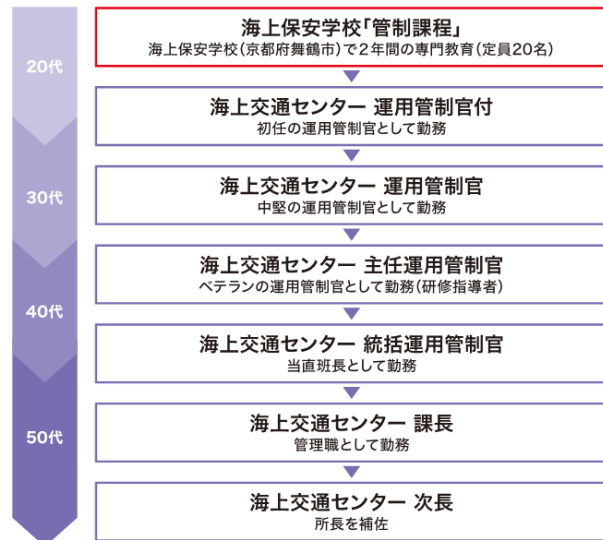 海上保安学校「管制課程」
海上保安学校(京都府舞鶴市)で2年間の専門教育(定員20名)
20代
海上交通センター 運用管制官付
初任の運用管制官として勤務
30代
海上交通センター 運用管制官
中堅の運用管制官として勤務
海上交通センター 主任運用管制官
ベテランの運用管制官として勤務(研修指導者)
40代
海上交通センター 統括運用管制官
当直班長として勤務
50代
海上交通センター 課長
管理職として勤務
海上交通センター 次長
所長を補佐